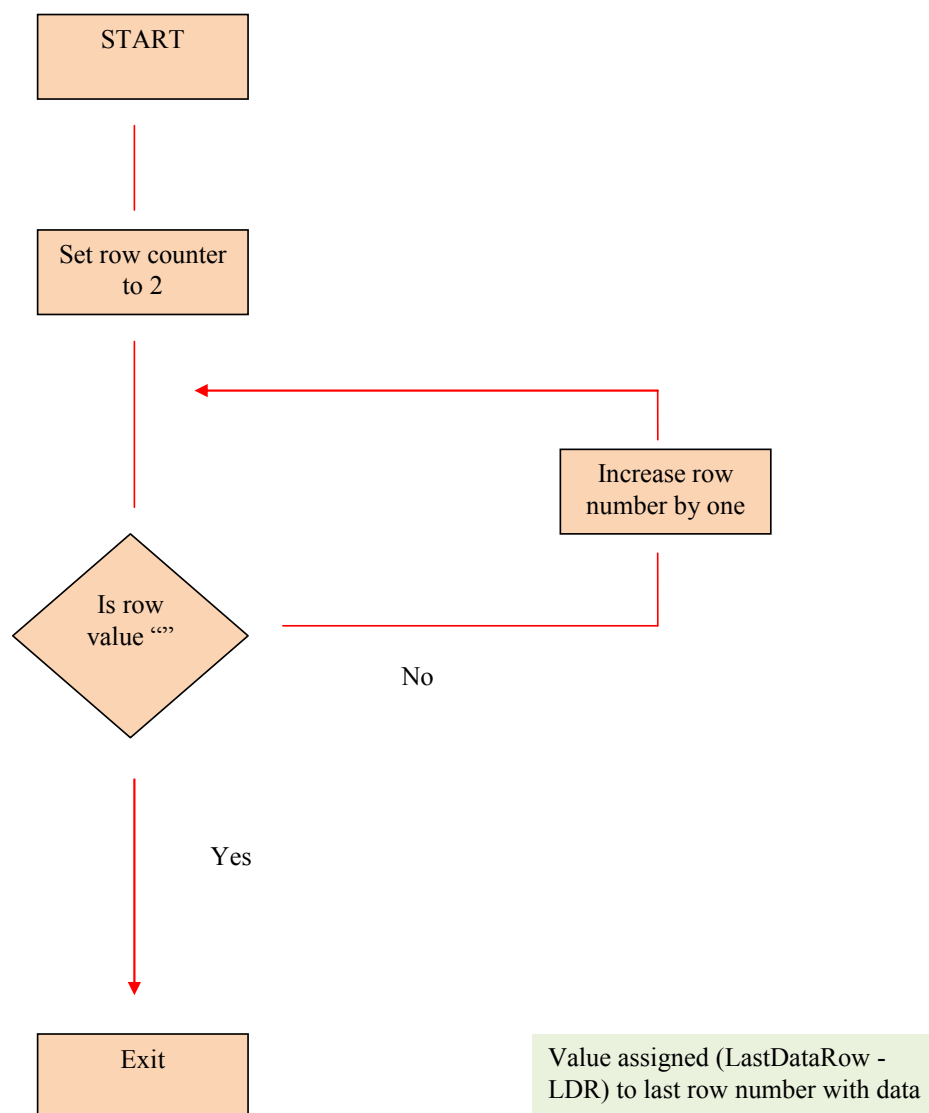 START
Set row counter
to 2
Increase row
number by one
Is row
value “”
No
Yes
Exit
Value assigned (LastDataRow -
LDR) to last row number with data